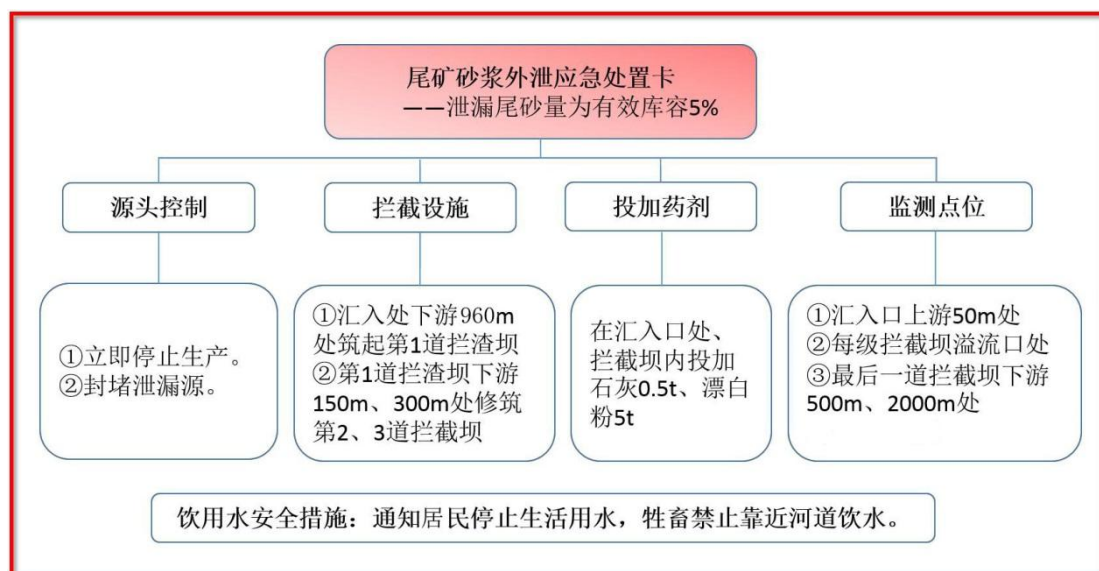 尾矿砂浆外泄应急处置卡
——泄漏尾砂量为有效库容5%
源头控制
拦截设施
投加药剂
监测点位
①立即停止生产。
②封堵泄漏源。
①汇入处下游960m
处筑起第1道拦渣坝
②第1道拦渣坝下游
150m、300m处修筑
第2、3道拦截坝
在汇入口处、
拦截坝内投加
石灰0.5t、漂白
粉5t
①汇入口上游50m处
②每级拦截坝溢流口处
③最后一道拦截坝下游
500m、2000m处
饮用水安全措施：通知居民停止生活用水，牲畜禁止靠近河道饮水。